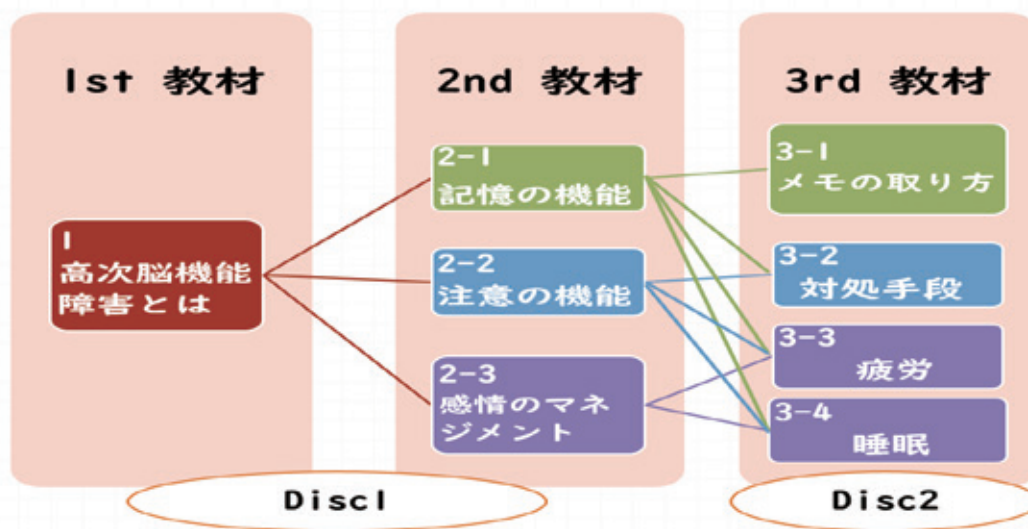 1st 教材
1
高次脳機能
障害とは
2nd 教材
2-1
記憶の機能
2-2
注意の機能
2-3
感情のマネ
ジメント
3rd 教材
3-1
メモの取り方
3-2
対処手段
3-3
疲労
3-4
睡眠
Disc1
Disc2